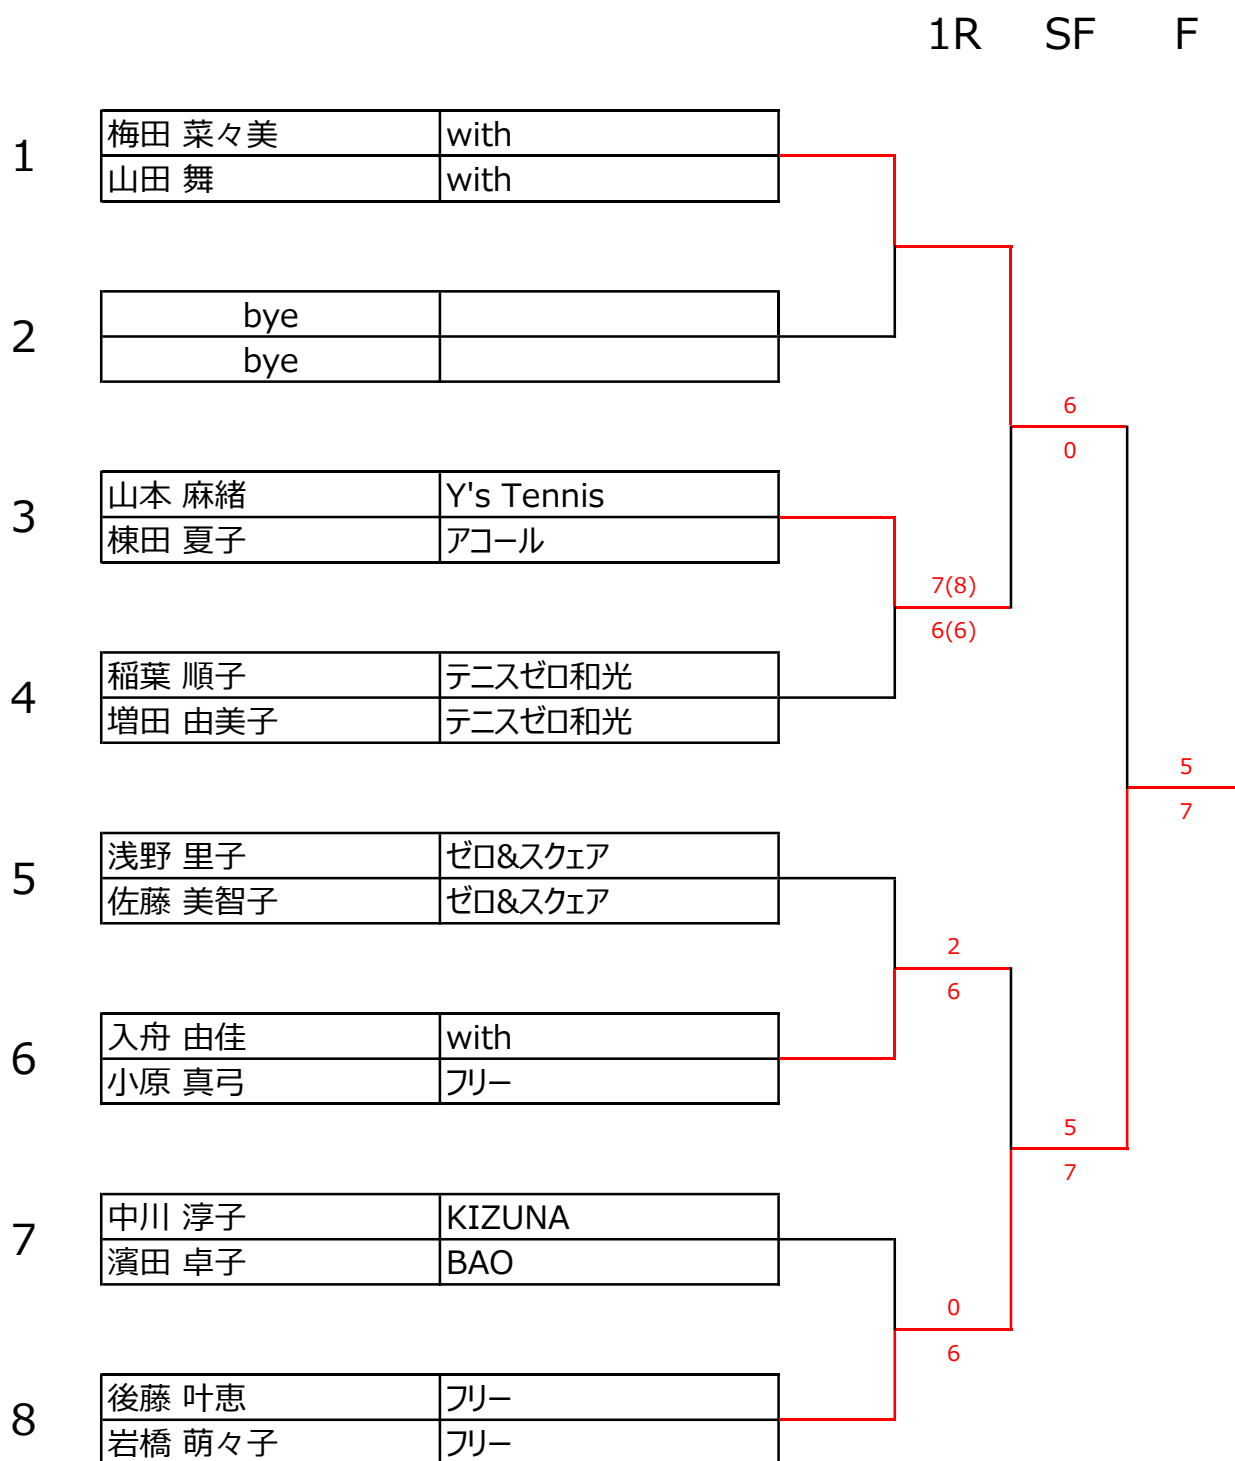 1R SF F
梅田 菜々美 with
1
山田 舞 with
bye
2
bye
6
0
山本 麻緒 Y's Tennis
3
棟田 夏子 アコール
7(8)
6(6)
稲葉 順子 テニスゼロ和光
4
増田 由美子 テニスゼロ和光
5
7
浅野 里子 ゼロ&スクェア
5
佐藤 美智子 ゼロ&スクェア
2
6
入舟 由佳 with
6
小原 真弓 フリー
5
7
中川 淳子 KIZUNA
7
濱田 卓子 BAO
0
6
後藤 叶恵 フリー
8
岩橋 萌々子 フリー